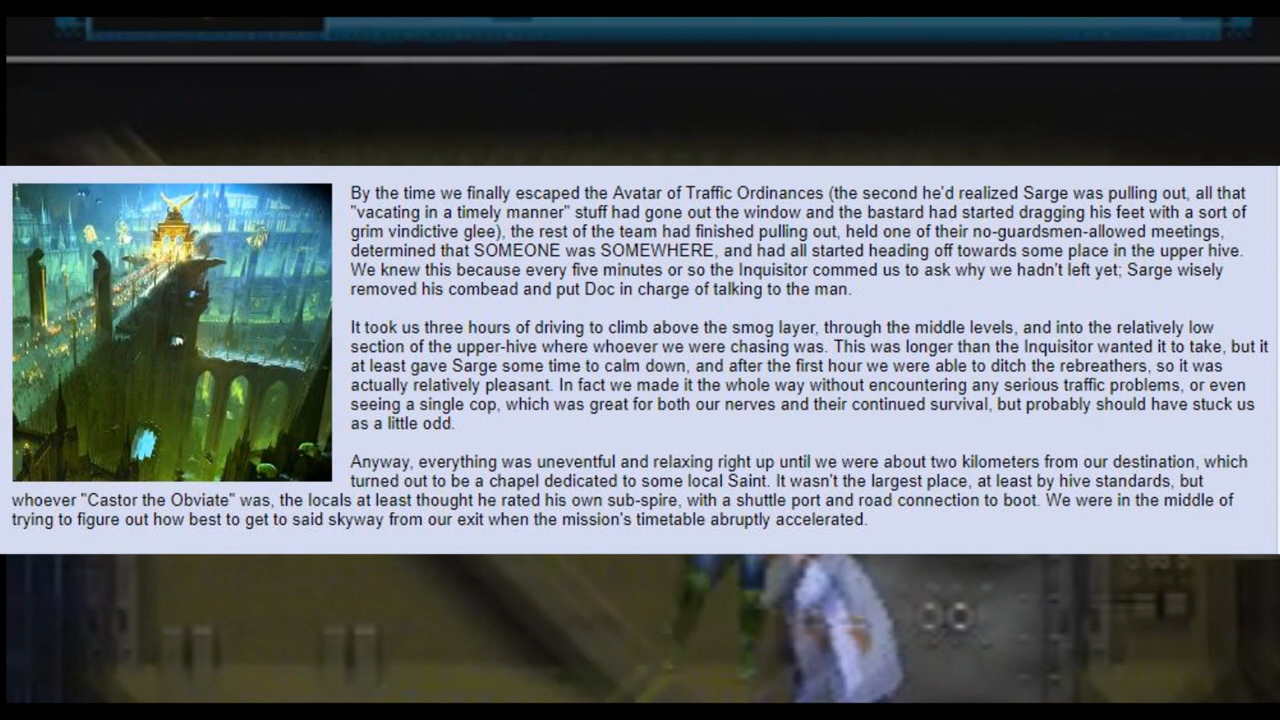 By the time we finally escaped the Avatar of Traffic Ordinances (the second he'd realized Sarge was pulling out, all that
"vacating in a timely manner" stuff had gone out the window and the bastard had started dragging his feet with a sort of
grim vindictive glee), the rest of the team had finished pulling out, held one of their no-guardsmen-allowed meetings,
determined that SOMEONE was SOMEWHERE, and had all started heading off towards some place in the upper hive.
We knew this because every five minutes or so the Inquisitor commed us to ask why we hadn't left yet; Sarge wisely
removed his combead and put Doc in charge of talking to the man.
It took us three hours of driving to climb above the smog layer, through the middle levels, and into the relatively low
section of the upper-hive where whoever we were chasing was. This was longer than the Inquisitor wanted it to take, but it
at least gave Sarge some time to calm down, and after the first hour we were able to ditch the rebreathers, so it was
actually relatively pleasant. In fact we made it the whole way without encountering any serious traffic problems, or even
seeing a single cop, which was great for both our nerves and their continued survival, but probably should have stuck us
as a little odd.
Anyway, everything was uneventful and relaxing right up until we were about two kilometers from our destination, which
turned out to be a chapel dedicated to some local Saint. It wasn't the largest place, at least by hive standards, but
whoever "Castor the Obviate" was, the locals at least thought he rated his own sub-spire, with a shuttle port and road connection to boot. We were in the middle of
trying to figure out how best to get to said skyway from our exit when the mission's timetable abruptly accelerated.